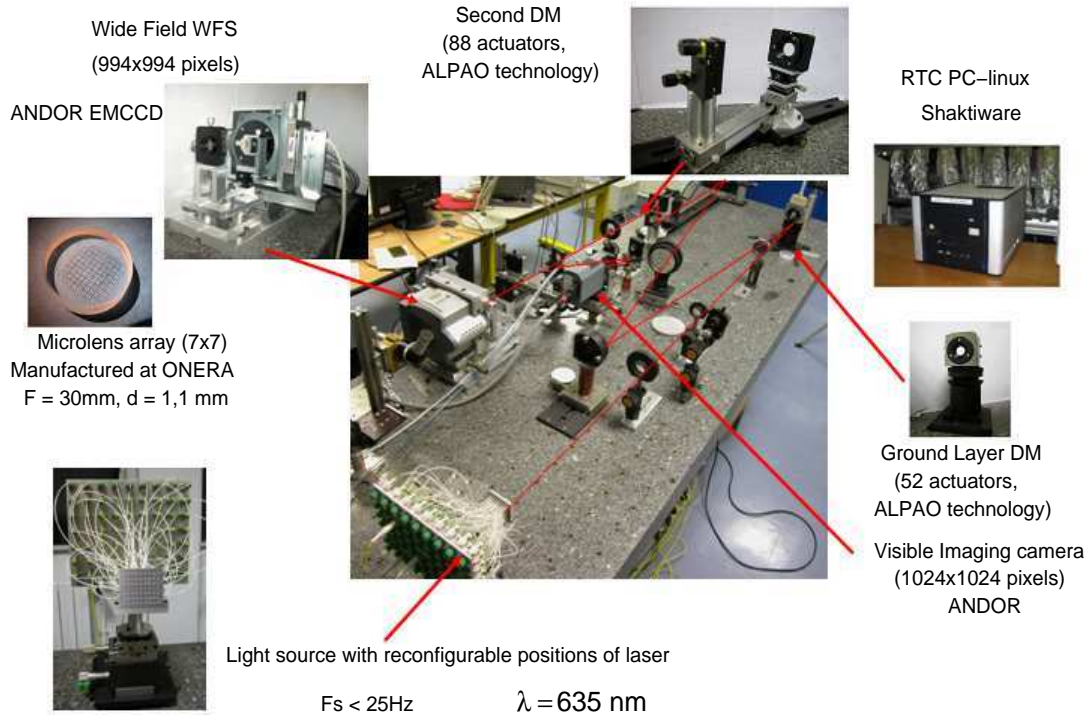 Wide Field WFS
(994x994 pixels)
ANDOR EMCCD
Second DM
(88 actuators,
ALPAO technology)
RTC PC–linux
Shaktiware
Microlens array (7x7)
Manufactured at ONERA
F = 30mm, d = 1,1 mm
Ground Layer DM
(52 actuators,
ALPAO technology)
Visible Imaging camera
(1024x1024 pixels)
ANDOR
Light source with reconfigurable positions of laser
Fs < 25Hz
λ = 635 nm